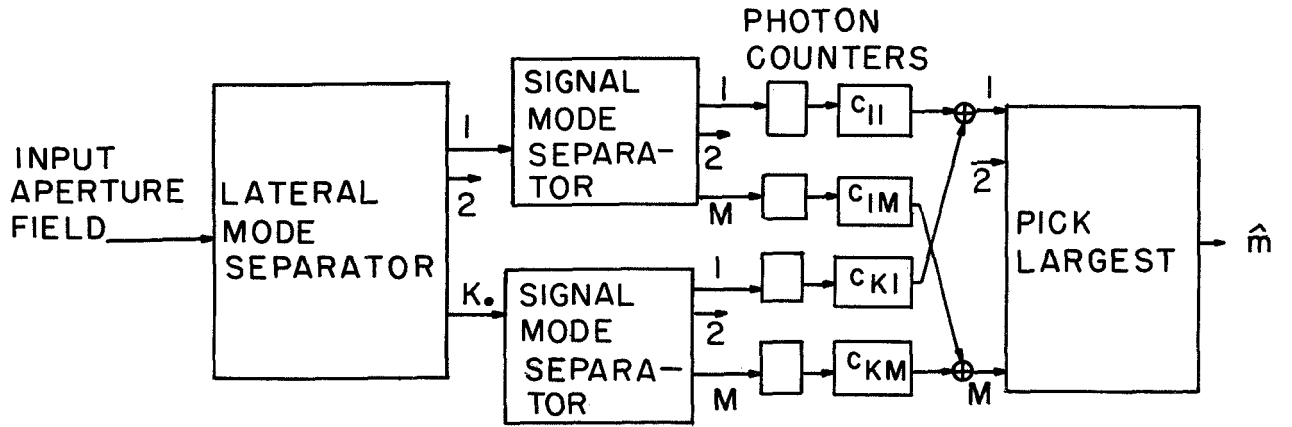 PHOTON
COUNTERS
INPUT
APERTURE
FIELD
LATERAL
MODE
SEPARATOR
1
2
K.
SIGNAL
MODE
SEPARA-
TOR
1
2
M
SIGNAL
MODE
SEPARA-
TOR
1
2
M
C11
C1M
CK1
CKM
1
2
M
PICK
LARGEST
m̂